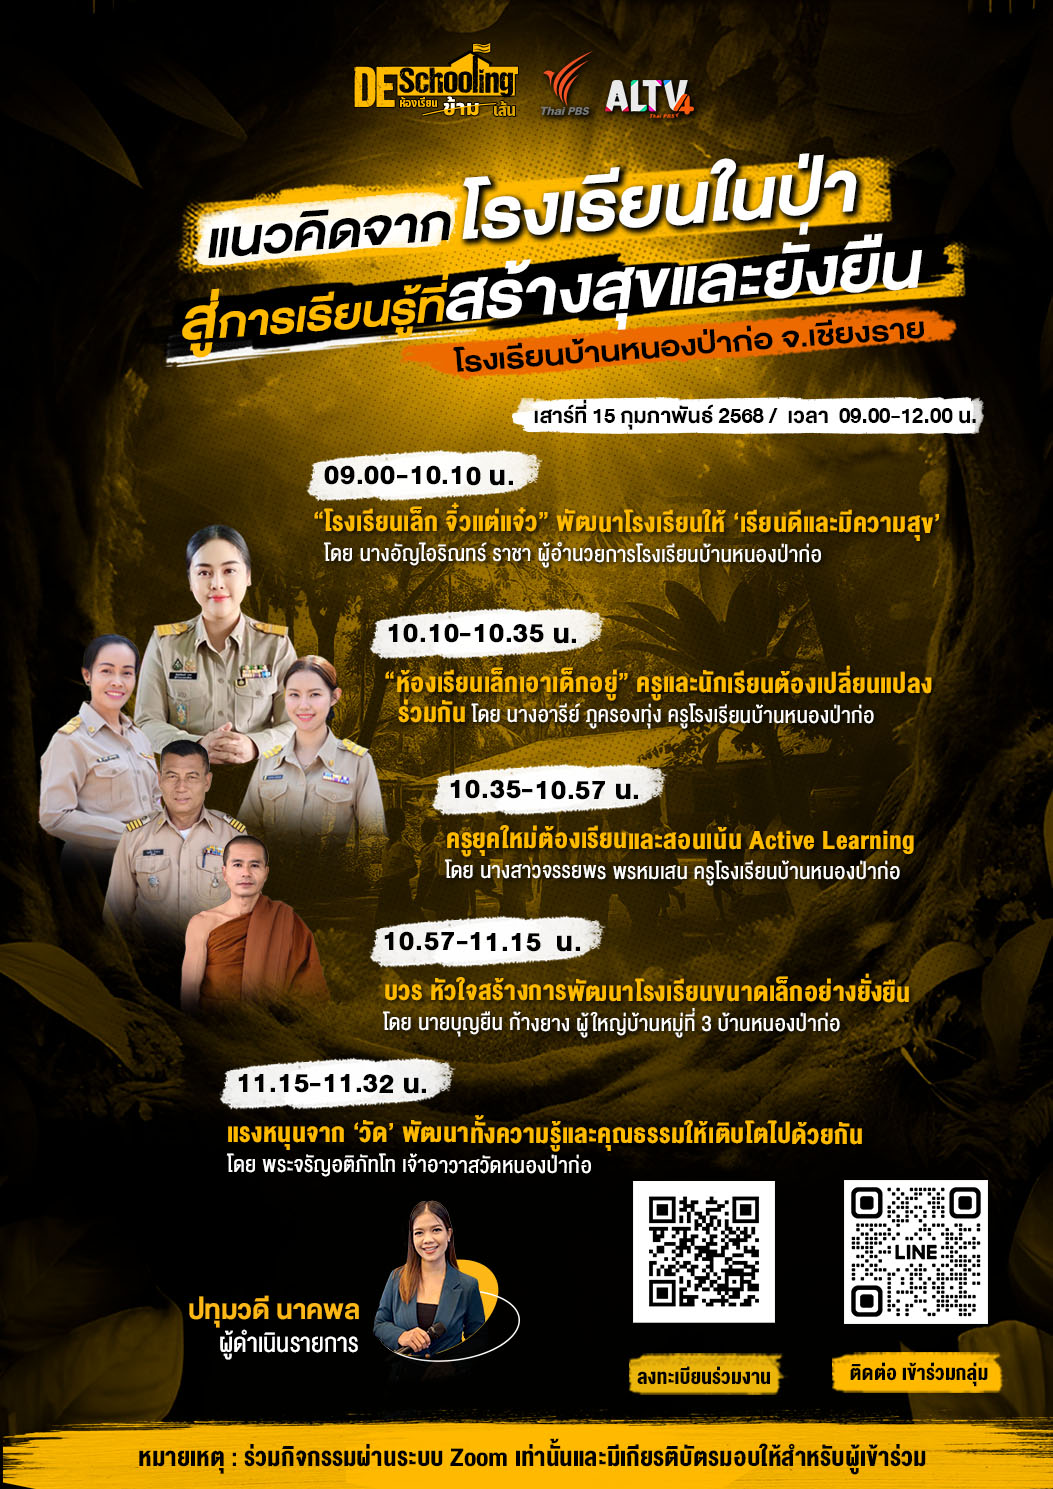 DESchooling
ห้องเรียน ข้าม เส้น
Thai PBS
ALTV4
Thai PBS
แนวคิดจาก โรงเรียนในป่า
สู่การเรียนรู้ที่สร้างสุขและยั่งยืน
โรงเรียนบ้านหนองป่าก่อ จ.เชียงราย
เสาร์ที่ 15 กุมภาพันธ์ 2568 / เวลา 09.00-12.00 น.
09.00-10.10 น.
“โรงเรียนเล็ก จิ๋วแต่แจ๋ว” พัฒนาโรงเรียนให้ ‘เรียนดีและมีความสุข’
โดย นางอัญไอริณทร์ ราชา ผู้อำนวยการโรงเรียนบ้านหนองป่าก่อ
10.10-10.35 น.
“ห้องเรียนเล็กเอาเด็กอยู่” ครูและนักเรียนต้องเปลี่ยนแปลง
ร่วมกัน โดย นางอารีย์ ภูครองทุ่ง ครูโรงเรียนบ้านหนองป่าก่อ
10.35-10.57 น.
ครูยุคใหม่ต้องเรียนและสอนเน้น Active Learning
โดย นางสาวจรรยพร พรหมเสน ครูโรงเรียนบ้านหนองป่าก่อ
10.57-11.15 น.
บวร หัวใจสร้างการพัฒนาโรงเรียนขนาดเล็กอย่างยั่งยืน
โดย นายบุญยืน ก้างยาง ผู้ใหญ่บ้านหมู่ที่ 3 บ้านหนองป่าก่อ
11.15-11.32 น.
แรงหนุนจาก ‘วัด’ พัฒนาทั้งความรู้และคุณธรรมให้เติบโตไปด้วยกัน
โดย พระจรัญอติภัทโท เจ้าอาวาสวัดหนองป่าก่อ
LINE
ปทุมวดี นาคพล
ผู้ดำเนินรายการ
ลงทะเบียนร่วมงาน
ติดต่อ เข้าร่วมกลุ่ม
หมายเหตุ : ร่วมกิจกรรมผ่านระบบ Zoom เท่านั้นและมีเกียรติบัตรมอบให้สำหรับผู้เข้าร่วม